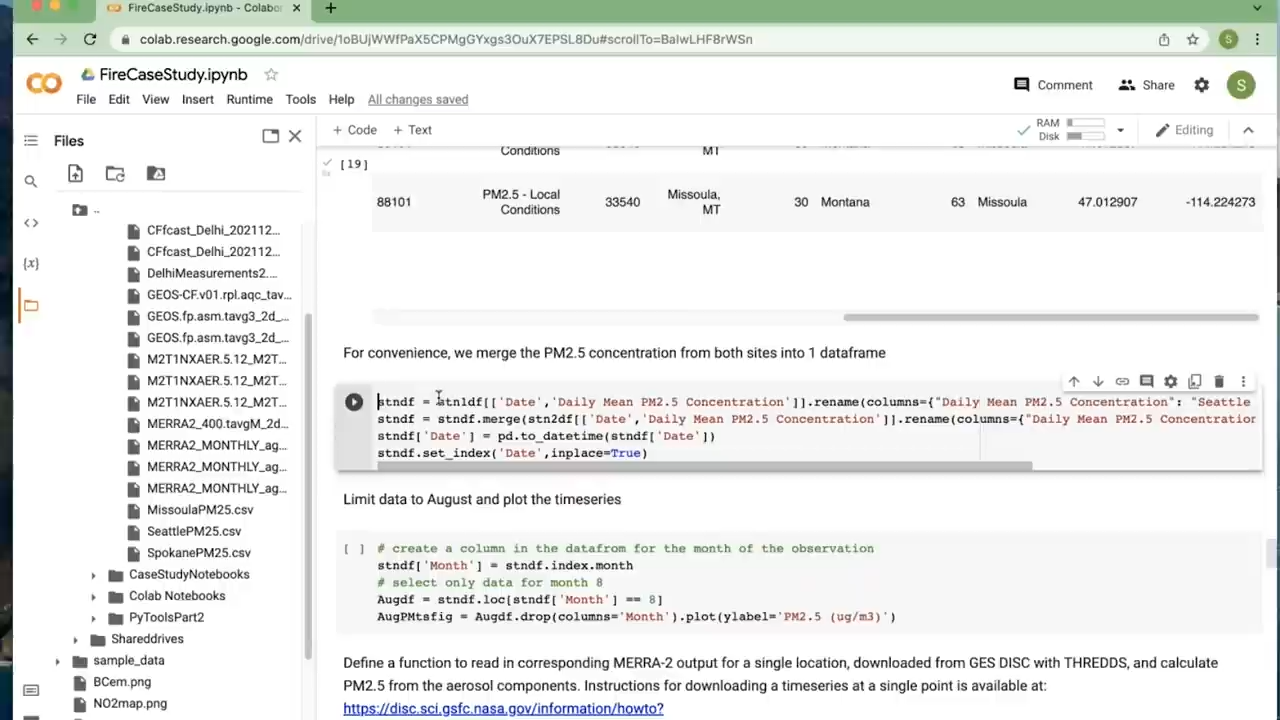 FireCaseStudy.ipynb - Colabo
colab.research.google.com/drive/1oBUjWWfPaX5CPMgGYxgs3OuX7EPSL8Du#scrollTo=BalwLHF8rWSn
S
FireCaseStudy.ipynb
Comment
Share
S
File Edit View Insert Runtime Tools Help All changes saved
Files
+ Code + Text
RAM
Disk
Editing
..
CFfcast_Delhi_202112...
CFfcast_Delhi_202112...
DelhiMeasurements2....
GEOS-CF.v01.rpl.aqc_tav...
GEOS.fp.asm.tavg3_2d_...
GEOS.fp.asm.tavg3_2d_...
M2T1NXAER.5.12_M2T...
M2T1NXAER.5.12_M2T...
M2T1NXAER.5.12_M2T...
MERRA2_400.tavgM_2d...
MERRA2_MONTHLY_ag...
MERRA2_MONTHLY_ag...
MERRA2_MONTHLY_ag...
MissoulaPM25.csv
SeattlePM25.csv
SpokanePM25.csv
CaseStudyNotebooks
Colab Notebooks
PyToolsPart2
Shareddrives
sample_data
BCem.png
NO2map.png
[19]
Conditions MT
88101 PM2.5 - Local Conditions 33540 Missoula, MT 30 Montana 63 Missoula 47.012907 -114.224273
For convenience, we merge the PM2.5 concentration from both sites into 1 dataframe
stndf = stn1df[['Date','Daily Mean PM2.5 Concentration']].rename(columns={"Daily Mean PM2.5 Concentration": "Seattle
stndf = stndf.merge(stn2df[['Date','Daily Mean PM2.5 Concentration']].rename(columns={"Daily Mean PM2.5 Concentration
stndf['Date'] = pd.to_datetime(stndf['Date'])
stndf.set_index('Date',inplace=True)
Limit data to August and plot the timeseries
[ ] # create a column in the datafrom for the month of the observation
stndf['Month'] = stndf.index.month
# select only data for month 8
Augdf = stndf.loc[stndf['Month'] == 8]
AugPMtsfig = Augdf.drop(columns='Month').plot(ylabel='PM2.5 (ug/m3)')
Define a function to read in corresponding MERRA-2 output for a single location, downloaded from GES DISC with THREDDS, and calculate
PM2.5 from the aerosol components. Instructions for downloading a timeseries at a single point is available at:
https://disc.sci.gsfc.nasa.gov/information/howto?